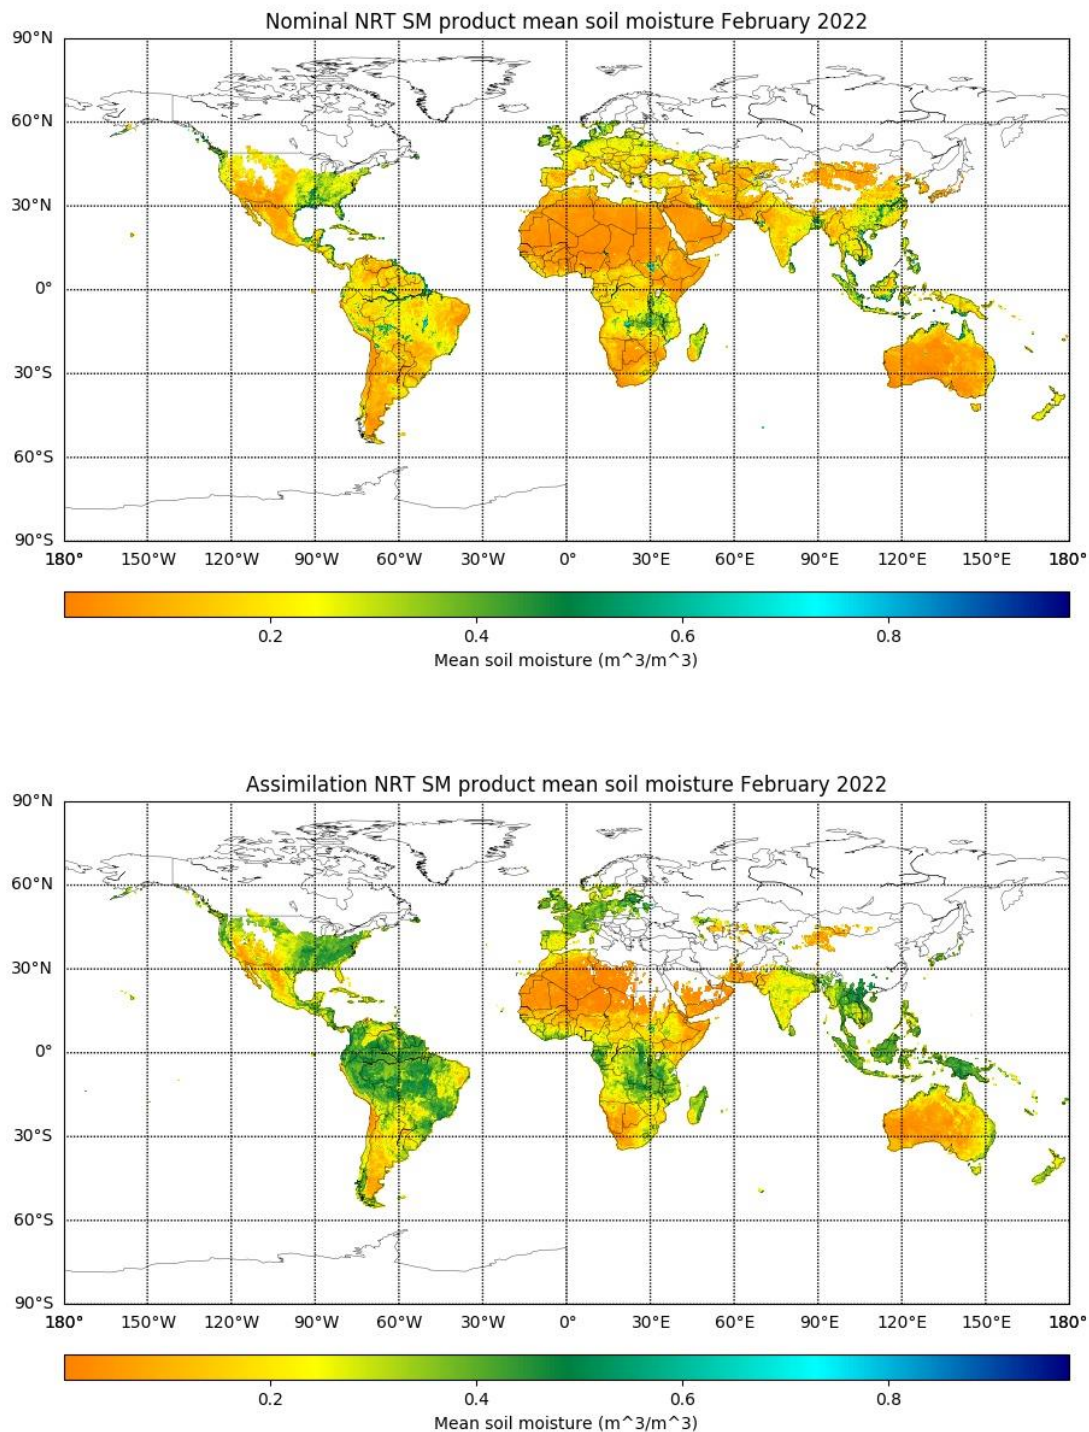 Nominal NRT SM product mean soil moisture February 2022
90°N
60°N
30°N
0°
30°S
60°S
90°S
180° 150°W 120°W 90°W 60°W 30°W 0° 30°E 60°E 90°E 120°E 150°E 180°
0.2 0.4 0.6 0.8
Mean soil moisture (m^3/m^3)
Assimilation NRT SM product mean soil moisture February 2022
90°N
60°N
30°N
0°
30°S
60°S
90°S
180° 150°W 120°W 90°W 60°W 30°W 0° 30°E 60°E 90°E 120°E 150°E 180°
0.2 0.4 0.6 0.8
Mean soil moisture (m^3/m^3)